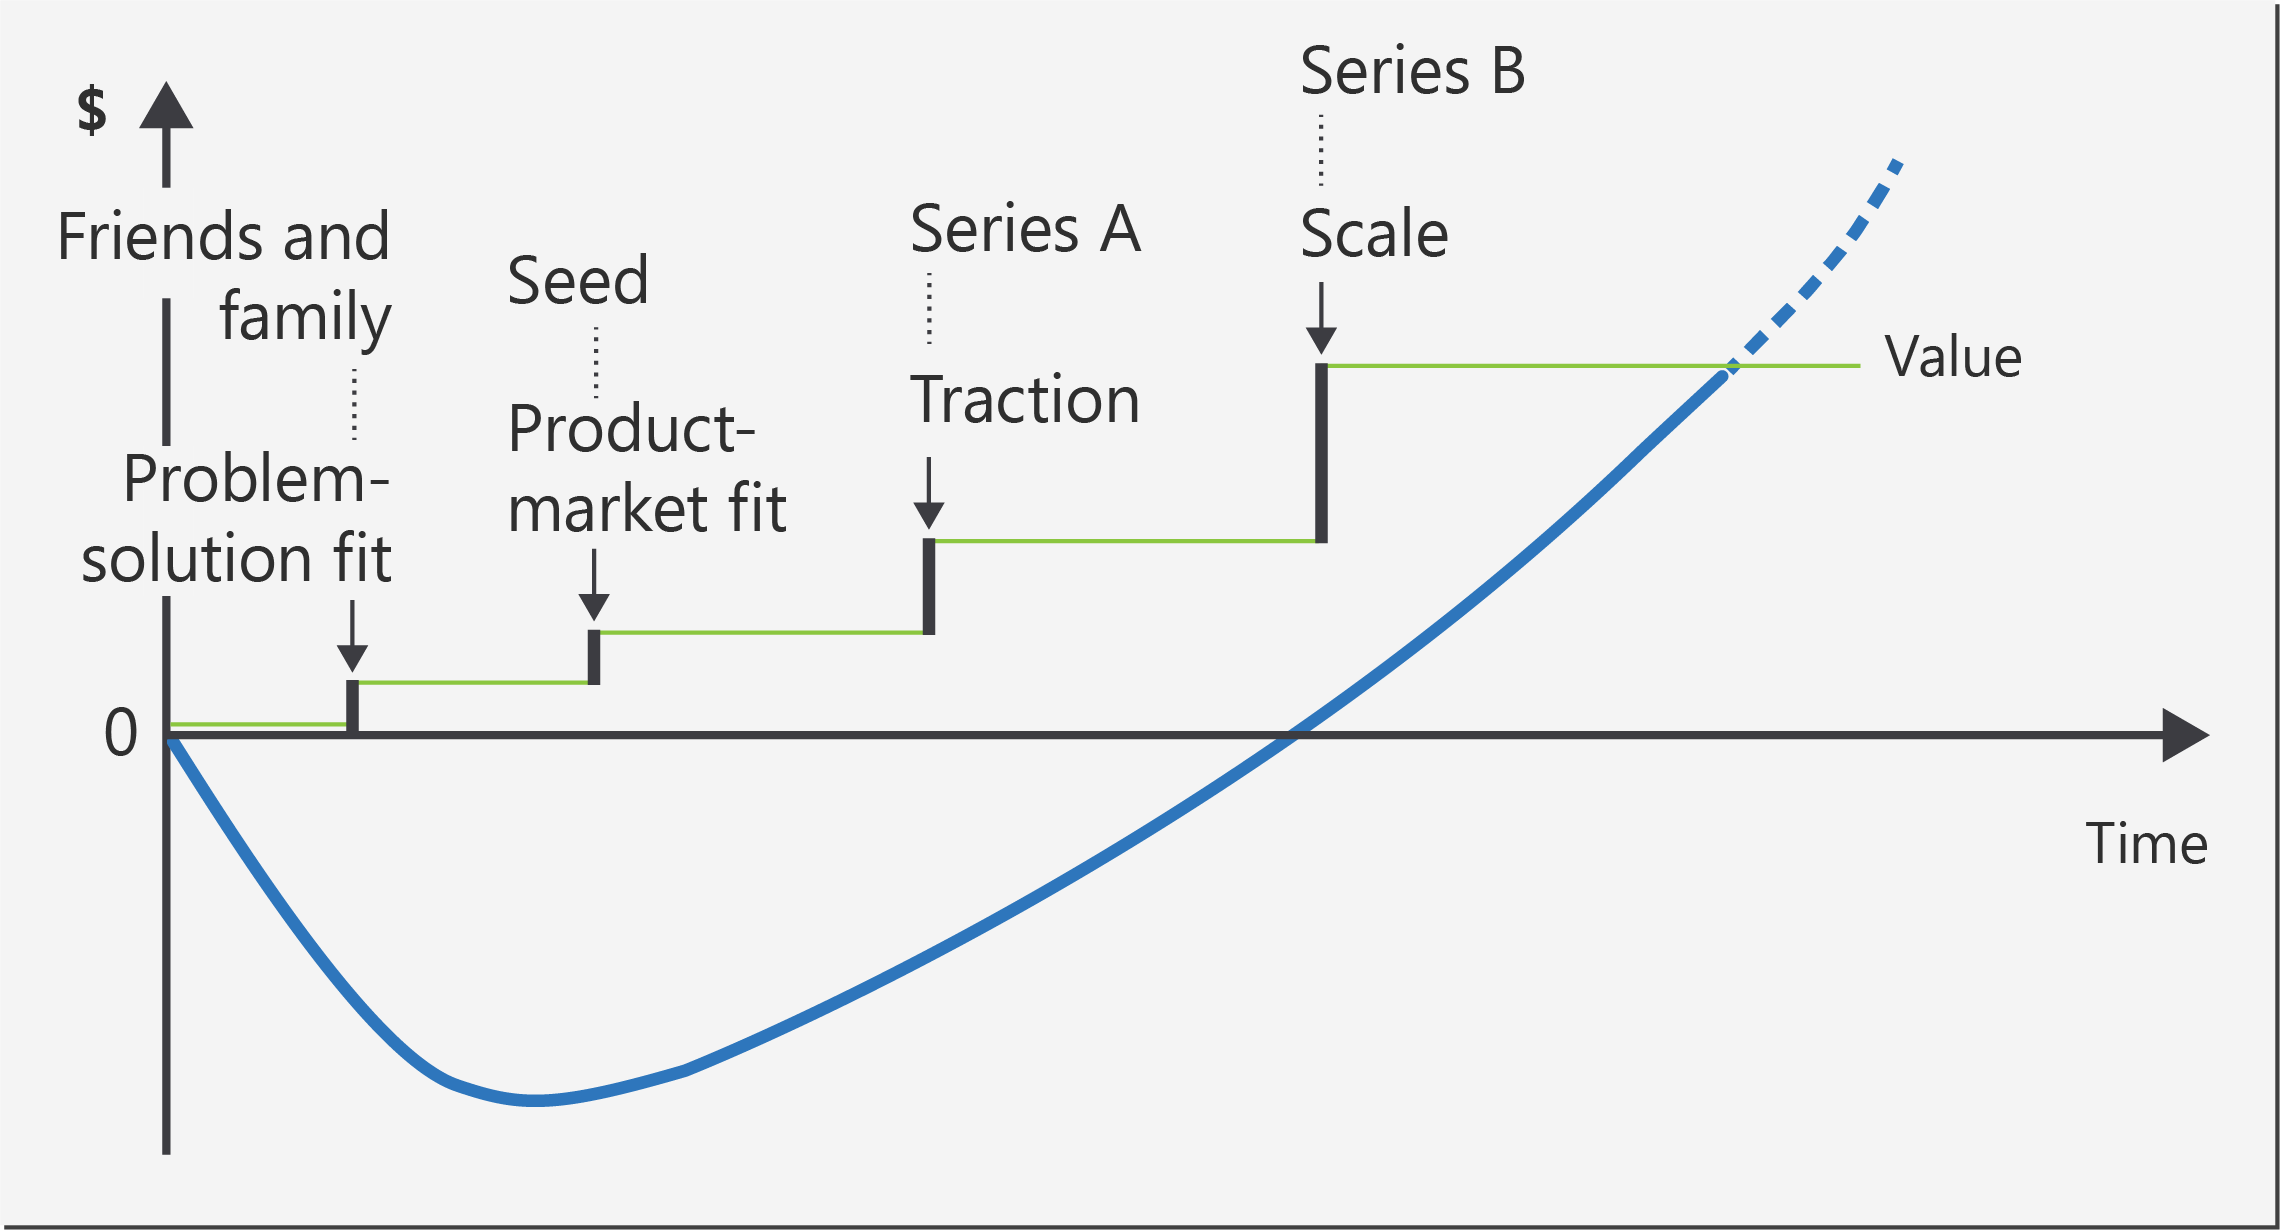 $
Friends and
family
Problem-
solution fit
Seed
Product-
market fit
Series A
Traction
Series B
Scale
Value
0
Time